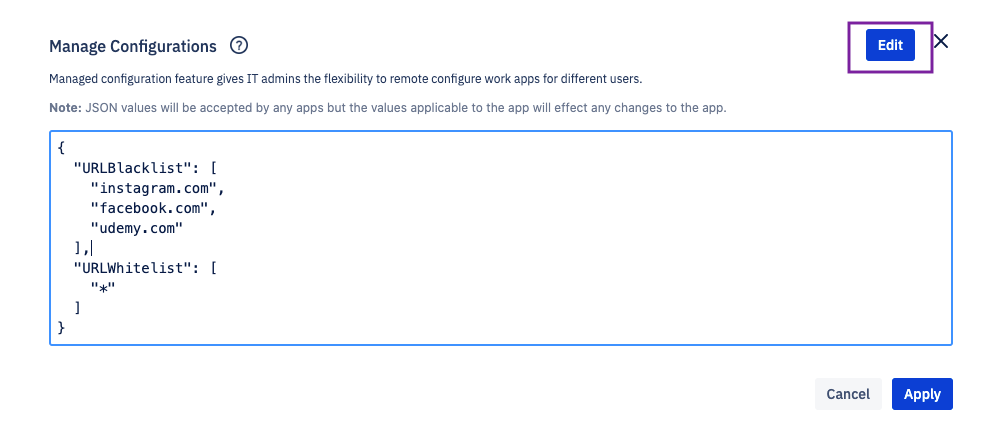 Manage Configurations ?
Edit
Managed configuration feature gives IT admins the flexibility to remote configure work apps for different users.
Note: JSON values will be accepted by any apps but the values applicable to the app will effect any changes to the app.
{
  "URLBlacklist": [
    "instagram.com",
    "facebook.com",
    "udemy.com"
  ],
  "URLWhitelist": [
    "*"
  ]
}
Cancel
Apply